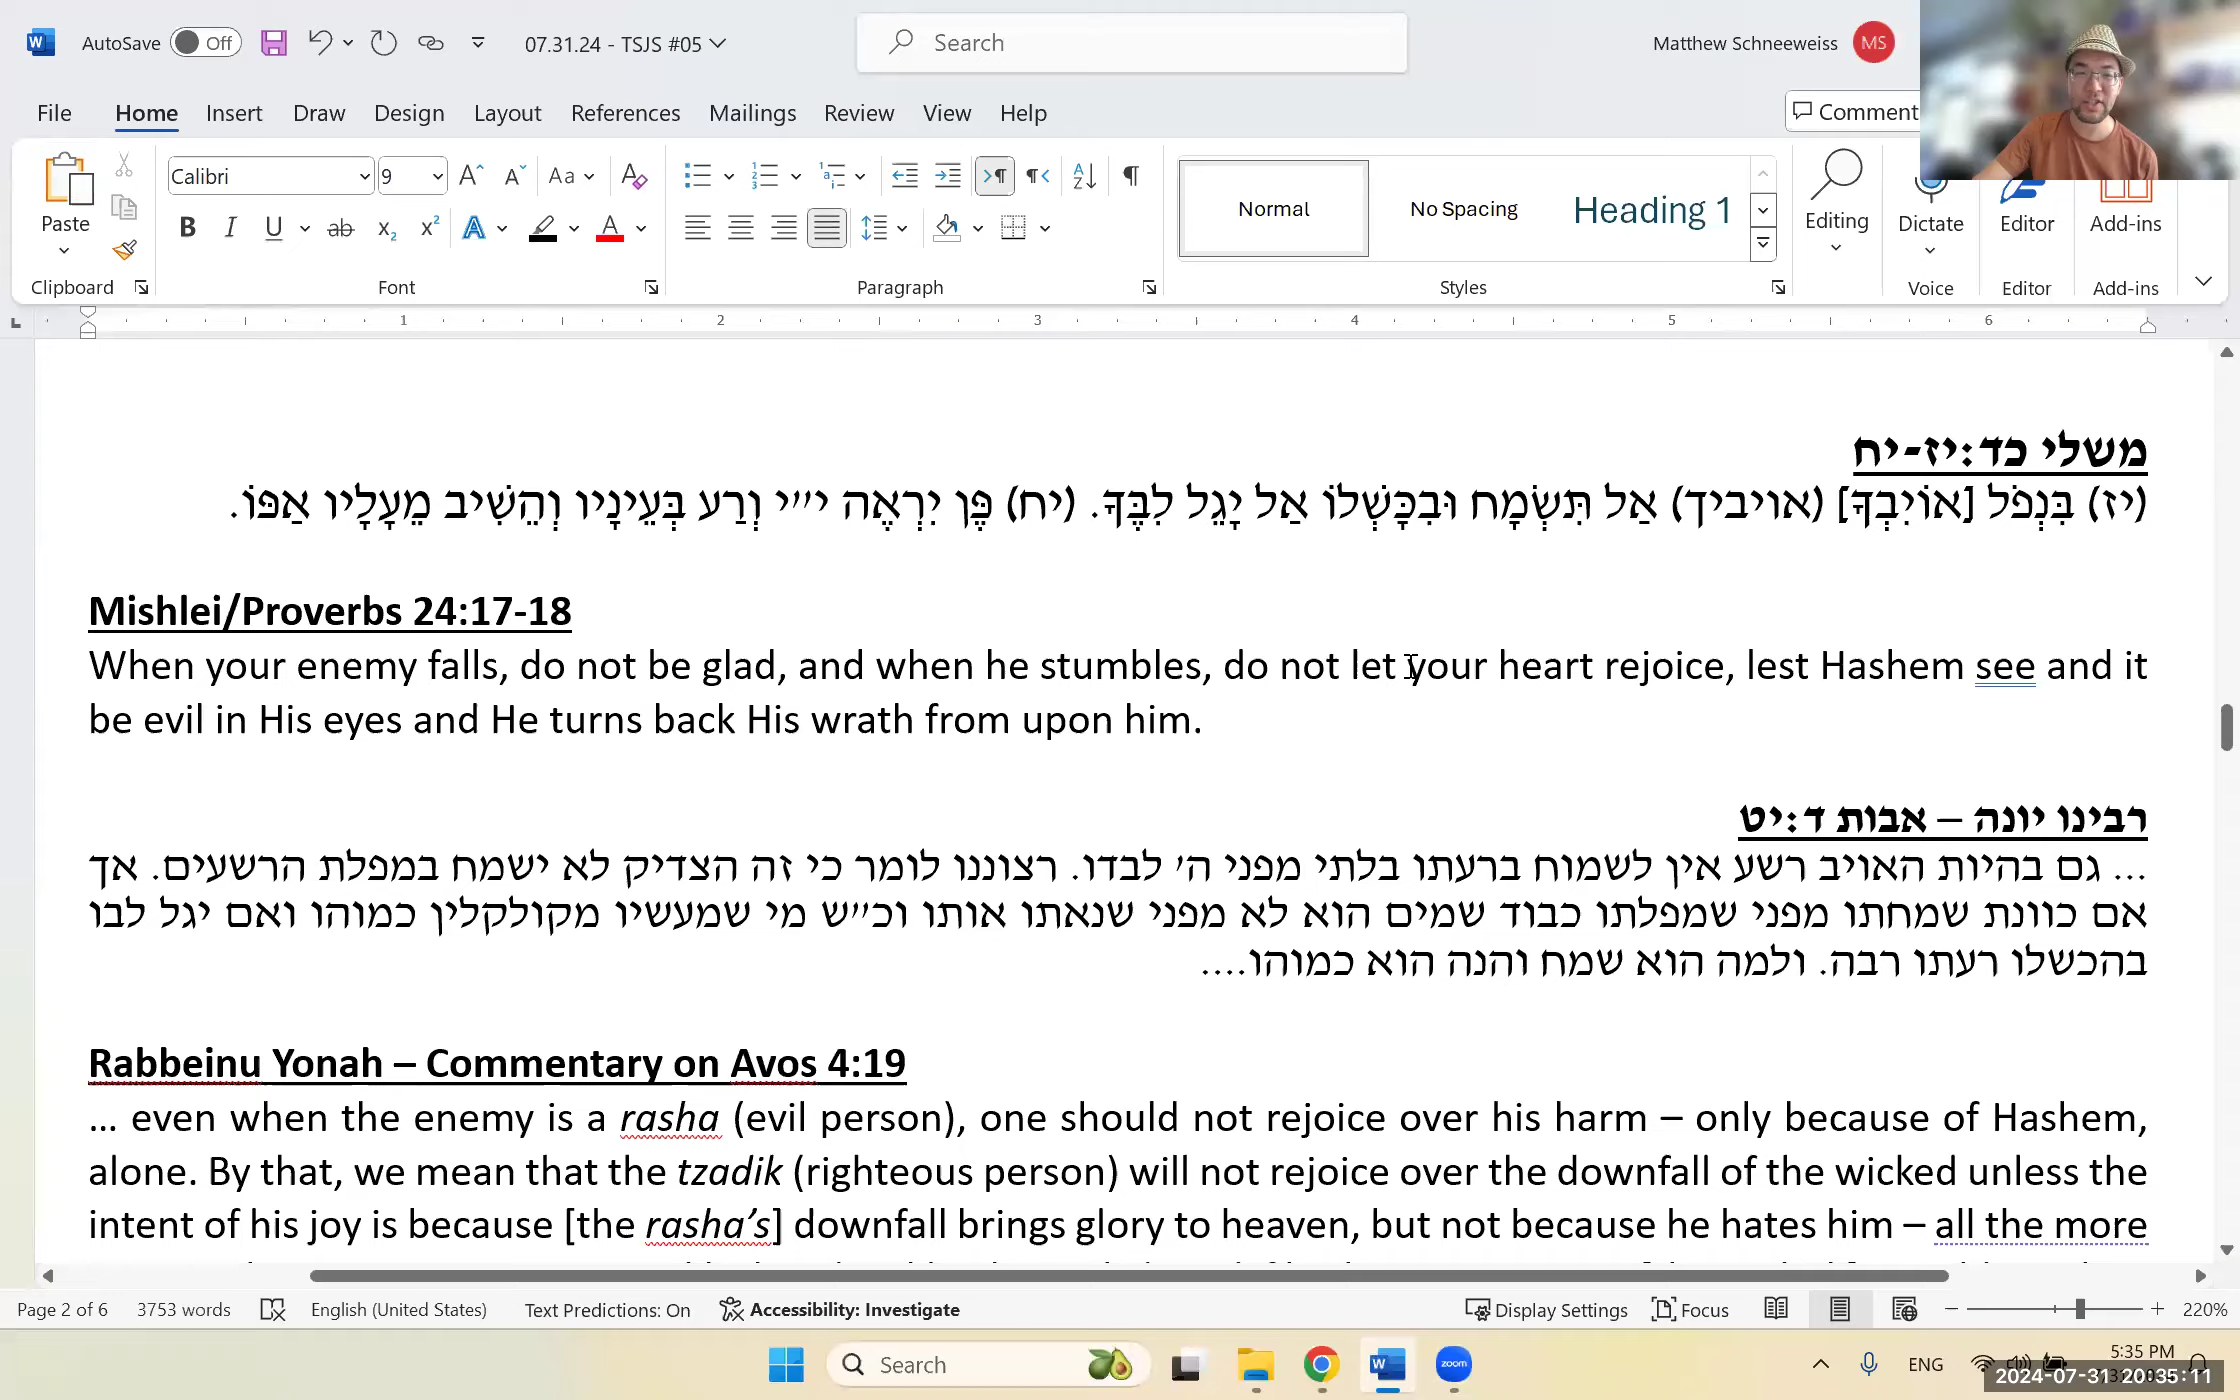 AutoSave Off 07.31.24 - TSJS #05 Search Matthew Schneeweiss MS
File Home Insert Draw Design Layout References Mailings Review View Help Comment
Paste Calibri 9 Aa Normal No Spacing Heading 1 Editing Dictate Editor Add-ins
Clipboard Font Paragraph Styles Voice Editor Add-ins
1 2 3 4 5 6
משלי כד:יז-יח
(יז) בִּנְפֹל [אוֹיִבְךָ] (אויביך) אַל תִּשְׂמָח וּבִכָּשְׁלוֹ אַל יָגֵל לִבֶּךָ. (יח) פֶּן יִרְאֶה י״י וְרַע בְּעֵינָיו וְהֵשִׁיב מֵעָלָיו אַפּוֹ.
Mishlei/Proverbs 24:17-18
When your enemy falls, do not be glad, and when he stumbles, do not let your heart rejoice, lest Hashem see and it
be evil in His eyes and He turns back His wrath from upon him.
רבינו יונה – אבות ד:יט
... גם בהיות האויב רשע אין לשמוח ברעתו בלתי מפני ה׳ לבדו. רצוננו לומר כי זה הצדיק לא ישמח במפלת הרשעים. אך
אם כוונת שמחתו מפני שמפלתו כבוד שמים הוא לא מפני שנאתו אותו וכ״ש מי שמעשיו מקולקלין כמוהו ואם יגל לבו
בהכשלו רעתו רבה. ולמה הוא שמח והנה הוא כמוהו....
Rabbeinu Yonah – Commentary on Avos 4:19
... even when the enemy is a rasha (evil person), one should not rejoice over his harm – only because of Hashem,
alone. By that, we mean that the tzadik (righteous person) will not rejoice over the downfall of the wicked unless the
intent of his joy is because [the rasha’s] downfall brings glory to heaven, but not because he hates him – all the more
Page 2 of 6 3753 words English (United States) Text Predictions: On Accessibility: Investigate Display Settings Focus 220%
Search zoom ENG 5:35 PM
2024-07-31 20:35:11